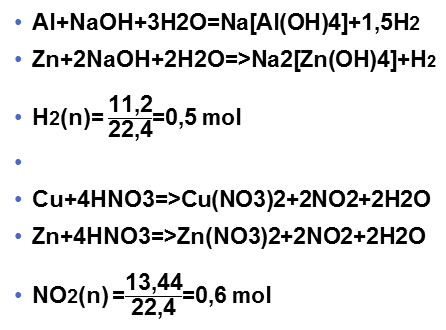 • Al+NaOH+3H2O=Na[Al(OH)4]+1,5H2
• Zn+2NaOH+2H2O=>Na2[Zn(OH)4]+H2
• H2(n)=11,2/22,4=0,5 mol
•
• Cu+4HNO3=>Cu(NO3)2+2NO2+2H2O
• Zn+4HNO3=>Zn(NO3)2+2NO2+2H2O
• NO2(n)=13,44/22,4=0,6 mol